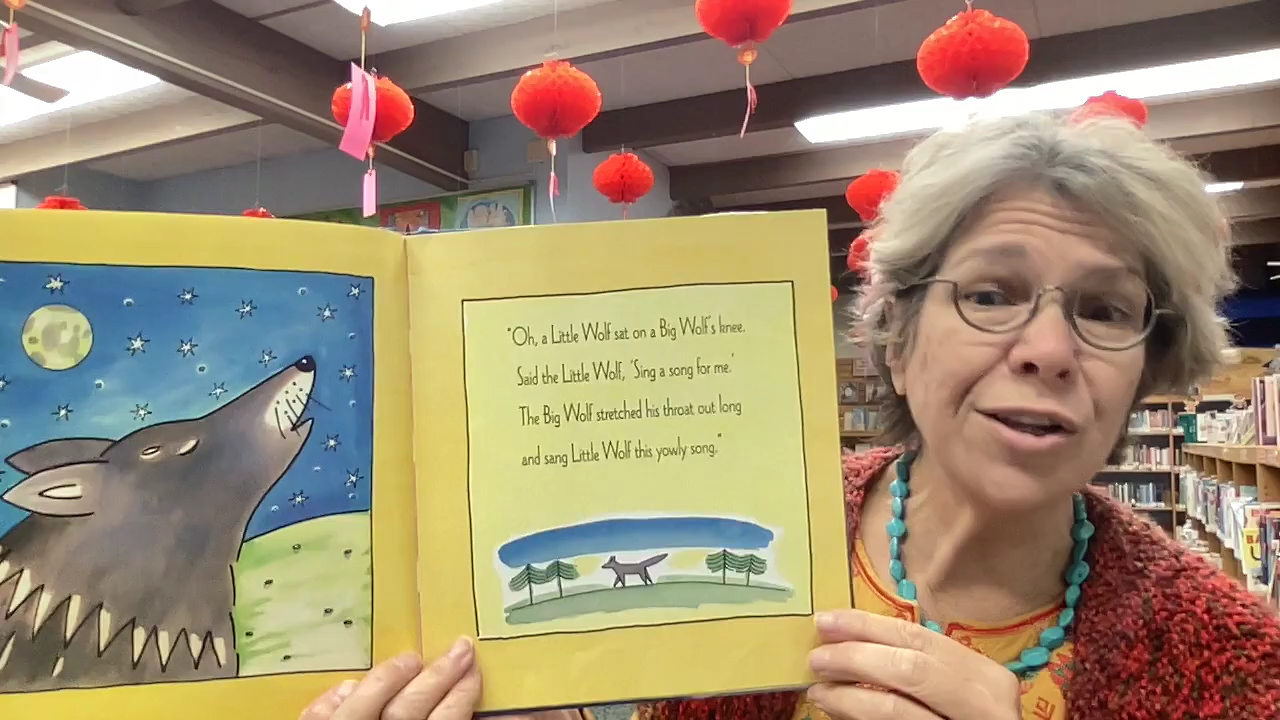 "Oh, a Little Wolf sat on a Big Wolf's knee.
Said the Little Wolf, 'Sing a song for me.'
The Big Wolf stretched his throat out long
and sang Little Wolf this yowly song."